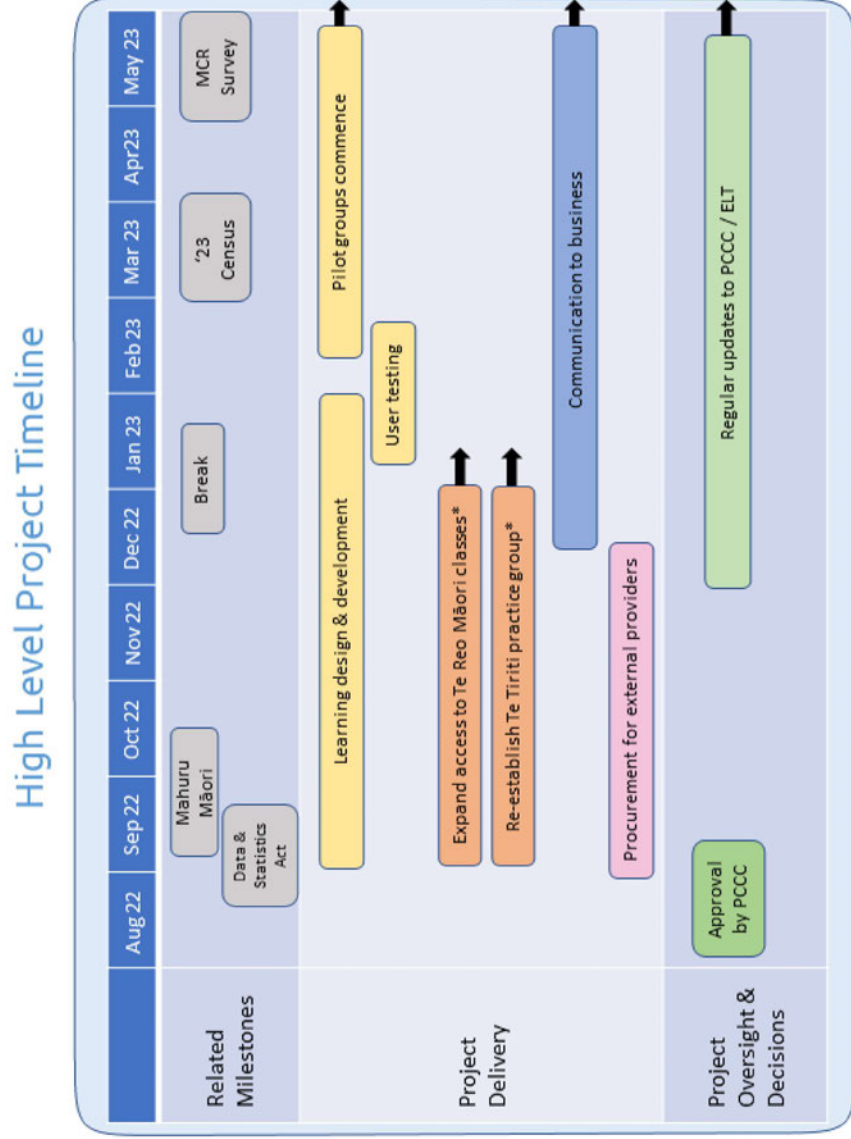 High Level Project Timeline
Aug 22
Sep 22
Oct 22
Nov 22
Dec 22
Jan 23
Feb 23
Mar 23
Apr23
May 23
Related
Milestones
Mahuru
Māori
Data &
Statistics
Act
Break
'23
Census
MCR
Survey
Project
Delivery
Learning design & development
Pilot groups commence
User testing
Expand access to Te Reo Māori classes*
Re-establish Te Tiriti practice group*
Communication to business
Procurement for external providers
Project
Oversight &
Decisions
Approval
by PCCC
Regular updates to PCCC / ELT